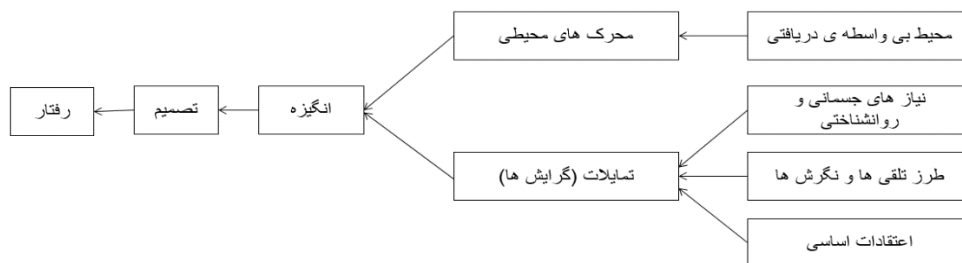 محیط بی واسطه ی دریافتی
محرک های محیطی
نیاز های جسمانی و
روانشناختی
انگیزه
تصمیم
رفتار
طرز تلقی ها و نگرش ها
تمایلات (گرایش ها)
اعتقادات اساسی